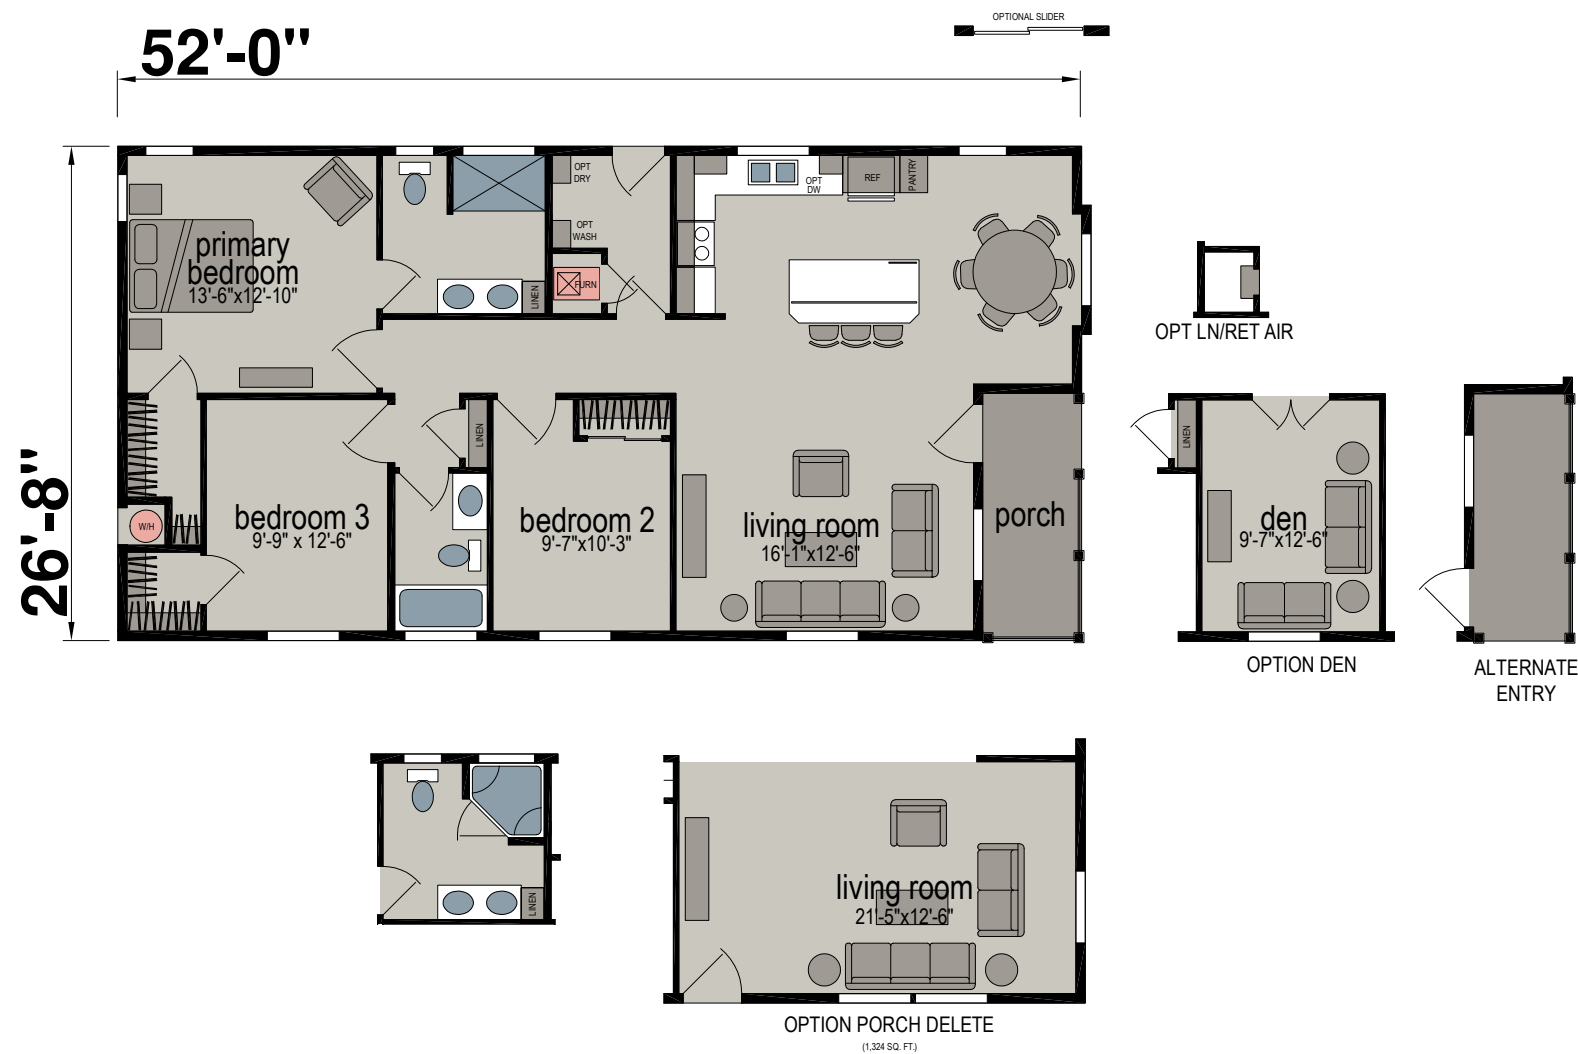 OPTIONAL SLIDER
52'-0"
26'-8"
OPT
DRY
OPT
WASH
FURN
LINEN
OPT
DW
REF
PANTRY
primary
bedroom
13'-6"x12'-10"
OPT LN/RET AIR
LINEN
W/H
bedroom 3
9'-9" x 12'-6"
bedroom 2
9'-7"x10'-3"
living room
16'-1"x12'-6"
porch
LINEN
den
9'-7"x12'-6"
OPTION DEN
ALTERNATE
ENTRY
LINEN
living room
21'-5"x12'-6"
OPTION PORCH DELETE
(1,324 SQ. FT.)